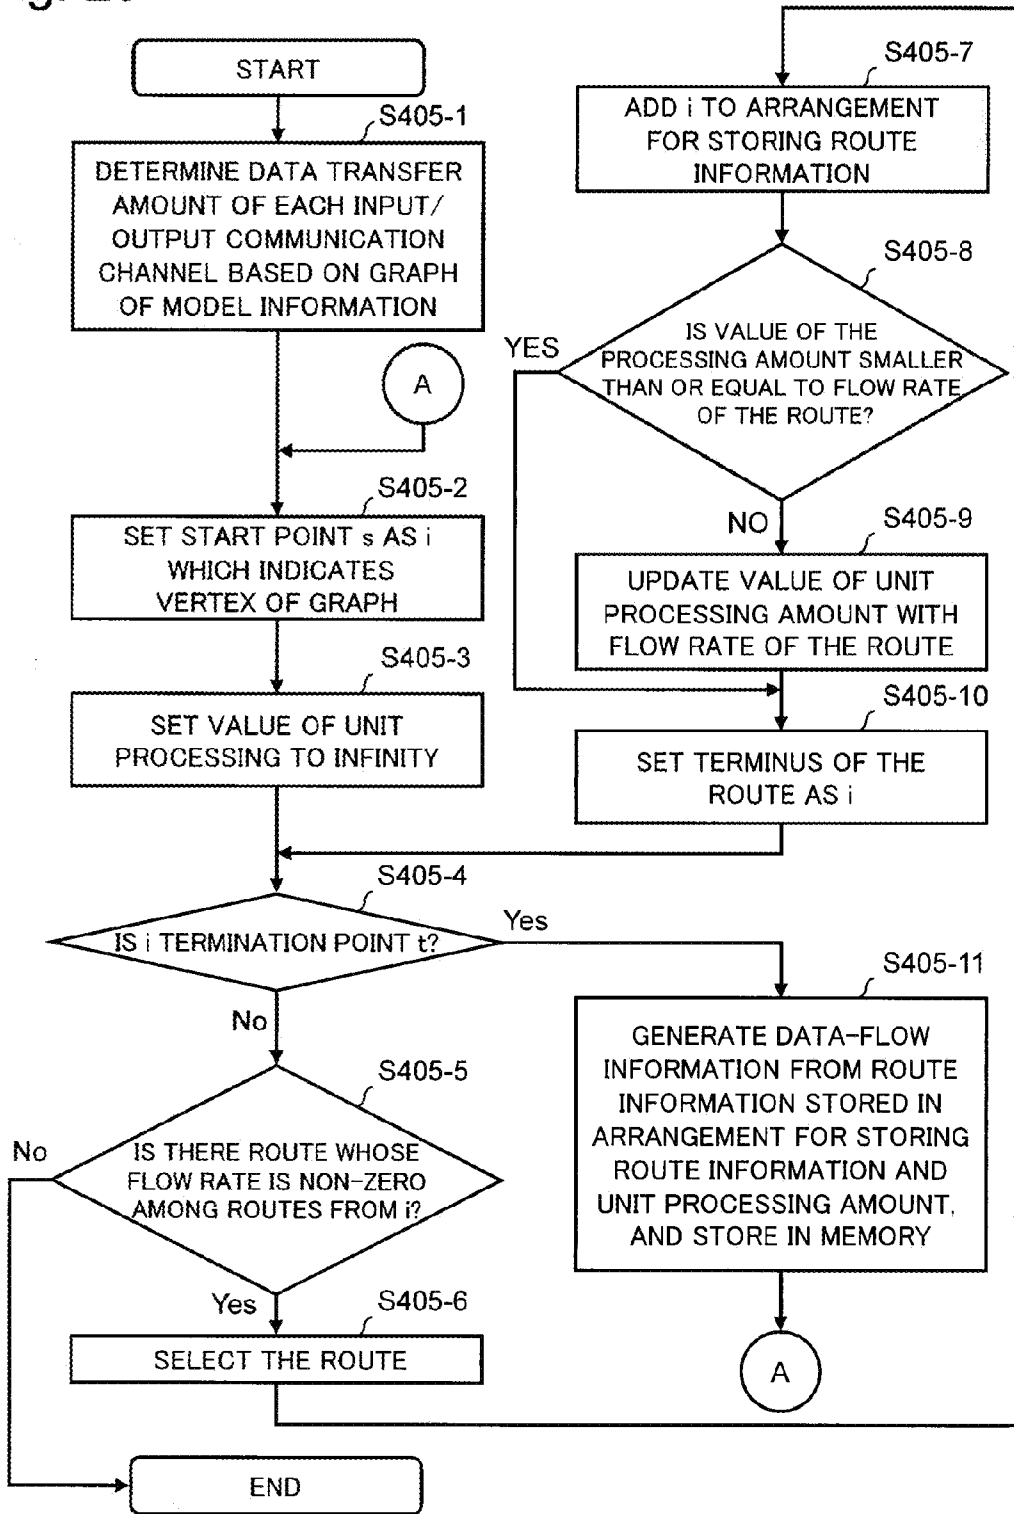 START
S405-1
DETERMINE DATA TRANSFER
AMOUNT OF EACH INPUT/
OUTPUT COMMUNICATION
CHANNEL BASED ON GRAPH
OF MODEL INFORMATION
A
S405-2
SET START POINT s AS i
WHICH INDICATES
VERTEX OF GRAPH
S405-3
SET VALUE OF UNIT
PROCESSING TO INFINITY
S405-4
IS i TERMINATION POINT t?
Yes
No
S405-5
IS THERE ROUTE WHOSE
FLOW RATE IS NON-ZERO
AMONG ROUTES FROM i?
No
Yes
S405-6
SELECT THE ROUTE
END
S405-7
ADD i TO ARRANGEMENT
FOR STORING ROUTE
INFORMATION
S405-8
IS VALUE OF THE
PROCESSING AMOUNT SMALLER
THAN OR EQUAL TO FLOW RATE
OF THE ROUTE?
YES
NO
S405-9
UPDATE VALUE OF UNIT
PROCESSING AMOUNT WITH
FLOW RATE OF THE ROUTE
S405-10
SET TERMINUS OF THE
ROUTE AS i
S405-11
GENERATE DATA-FLOW
INFORMATION FROM ROUTE
INFORMATION STORED IN
ARRANGEMENT FOR STORING
ROUTE INFORMATION AND
UNIT PROCESSING AMOUNT,
AND STORE IN MEMORY
A